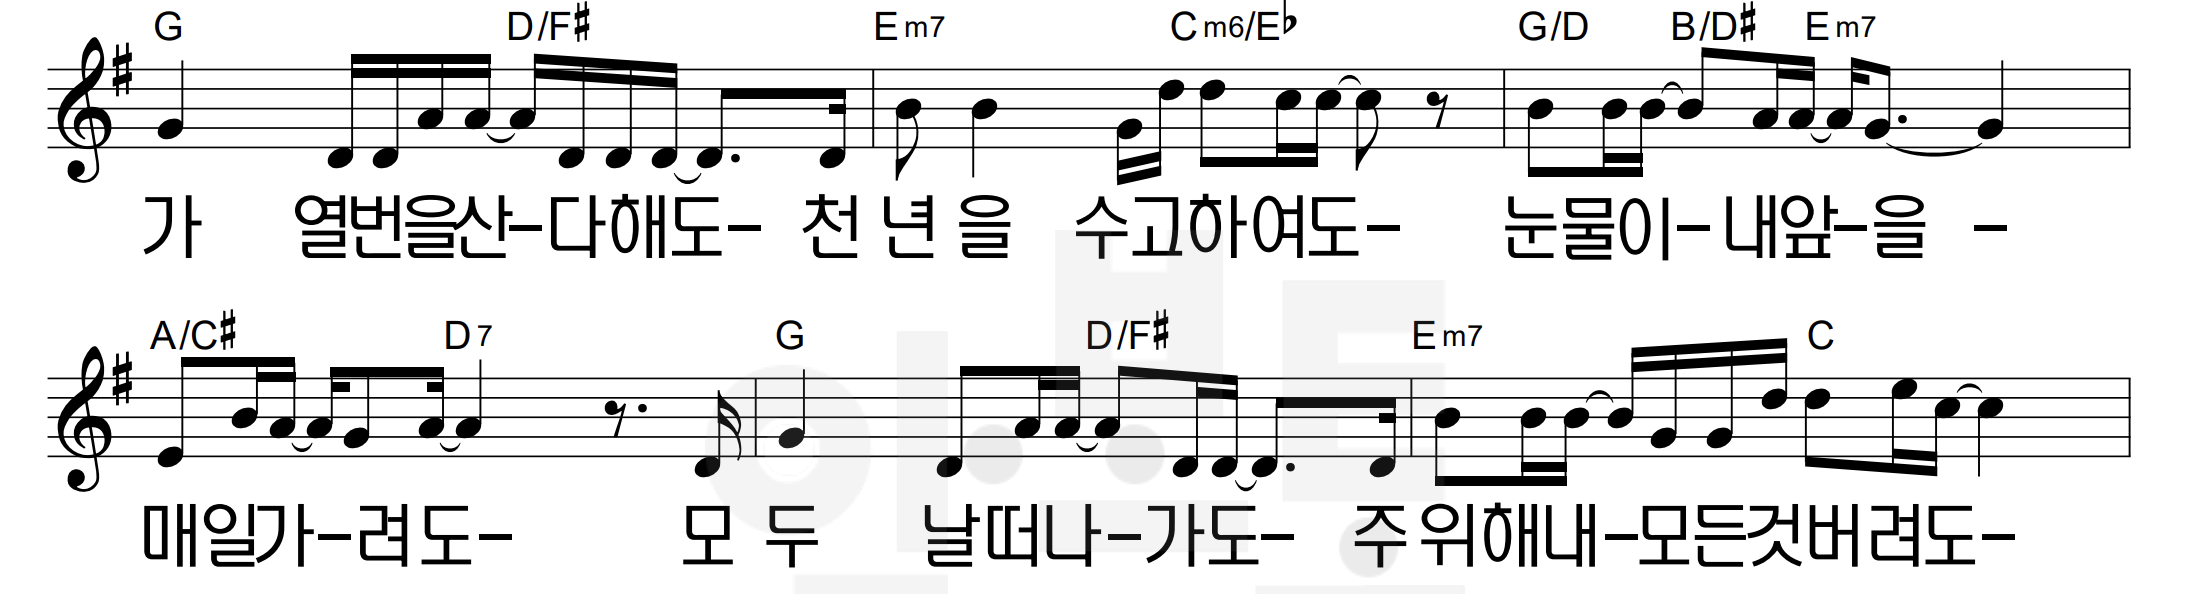 G D/F♯ Em7 Cm6/E♭ G/D B/D♯ Em7
가 열번을산-다해도- 천 년 을 수고하여도- 눈물이-내앞-을 -
A/C♯ D7 G D/F♯ Em7 C
매일가-려도- 모 두 날떠나-가도- 주위해내-모든것버려도-